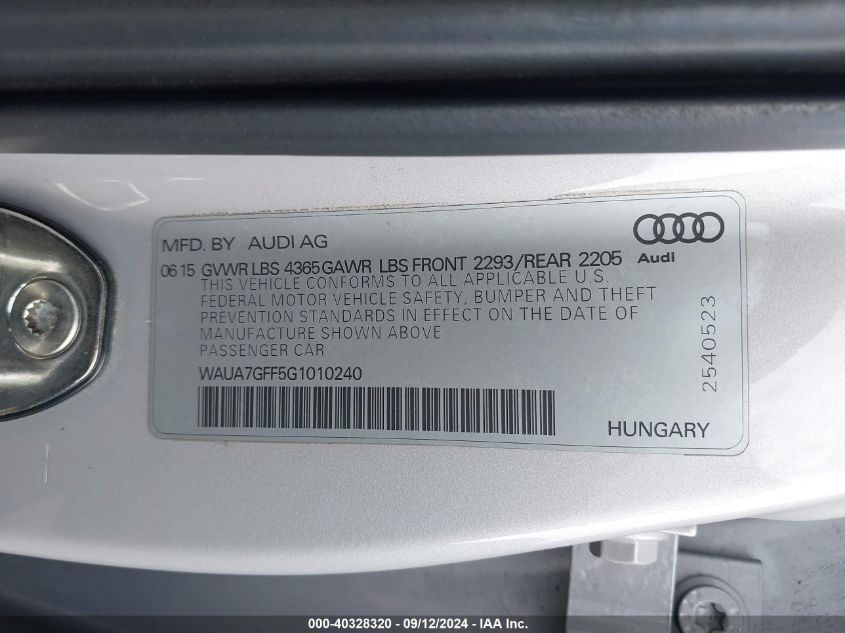 MFD. BY AUDI AG
0615 GVWR LBS 4365 GAWR LBS FRONT 2293/REAR 2205
Audi
THIS VEHICLE CONFORMS TO ALL APPLICABLE U.S.
FEDERAL MOTOR VEHICLE SAFETY, BUMPER AND THEFT
PREVENTION STANDARDS IN EFFECT ON THE DATE OF
MANUFACTURE SHOWN ABOVE
PASSENGER CAR
WAUA7GFF5G1010240
2540523
HUNGARY
000-40328320 - 09/12/2024 - IAA Inc.